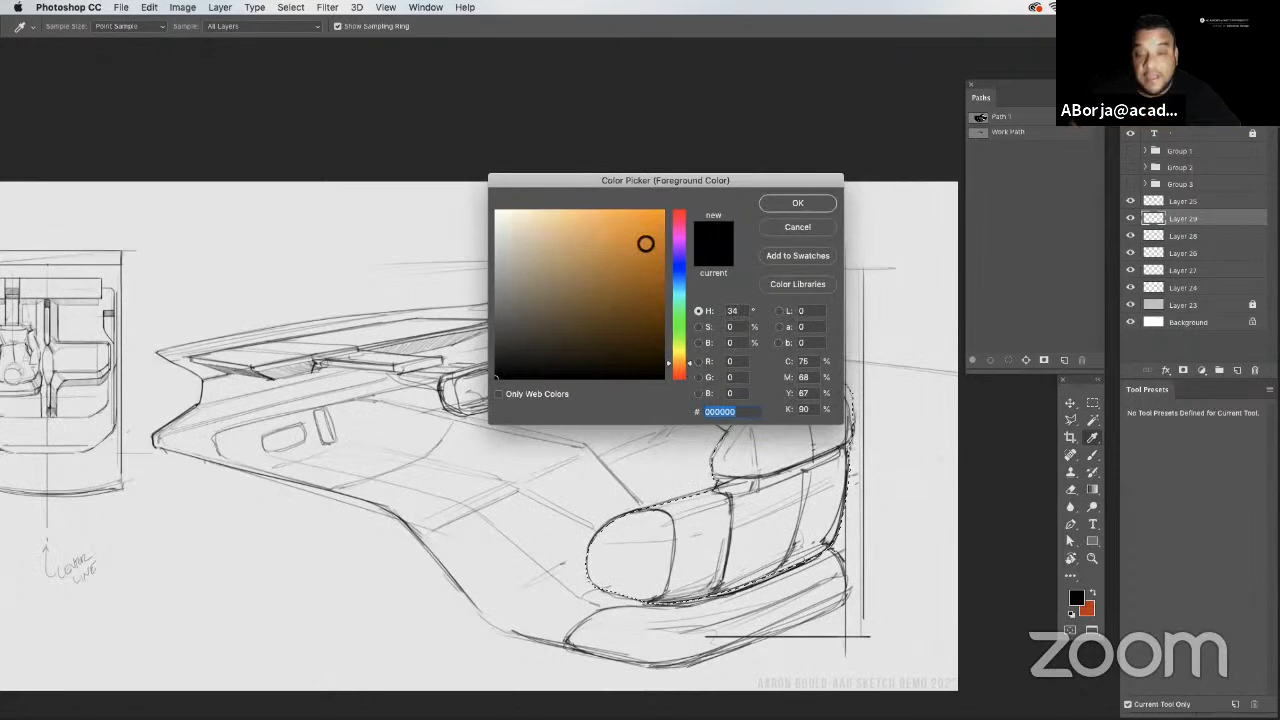 Photoshop CC File Edit Image Layer Type Select Filter 3D View Window Help
Sample Size: Point Sample Sample: All Layers Show Sampling Ring
ABorja@acad...
Paths
Path 1
Work Path
T
Group 1
Group 2
Group 3
Layer 25
Layer 29
Layer 28
Layer 26
Layer 27
Layer 24
Layer 23
Background
fx
Tool Presets
No Tool Presets Defined for Current Tool.
Current Tool Only
Color Picker (Foreground Color)
new
current
OK
Cancel
Add to Swatches
Color Libraries
H: 34 ° L: 0
S: 0 % a: 0
B: 0 % b: 0
R: 0 C: 75 %
G: 0 M: 68 %
B: 0 Y: 67 %
# 000000 K: 90 %
Only Web Colors
CENTER
LINE
zoom